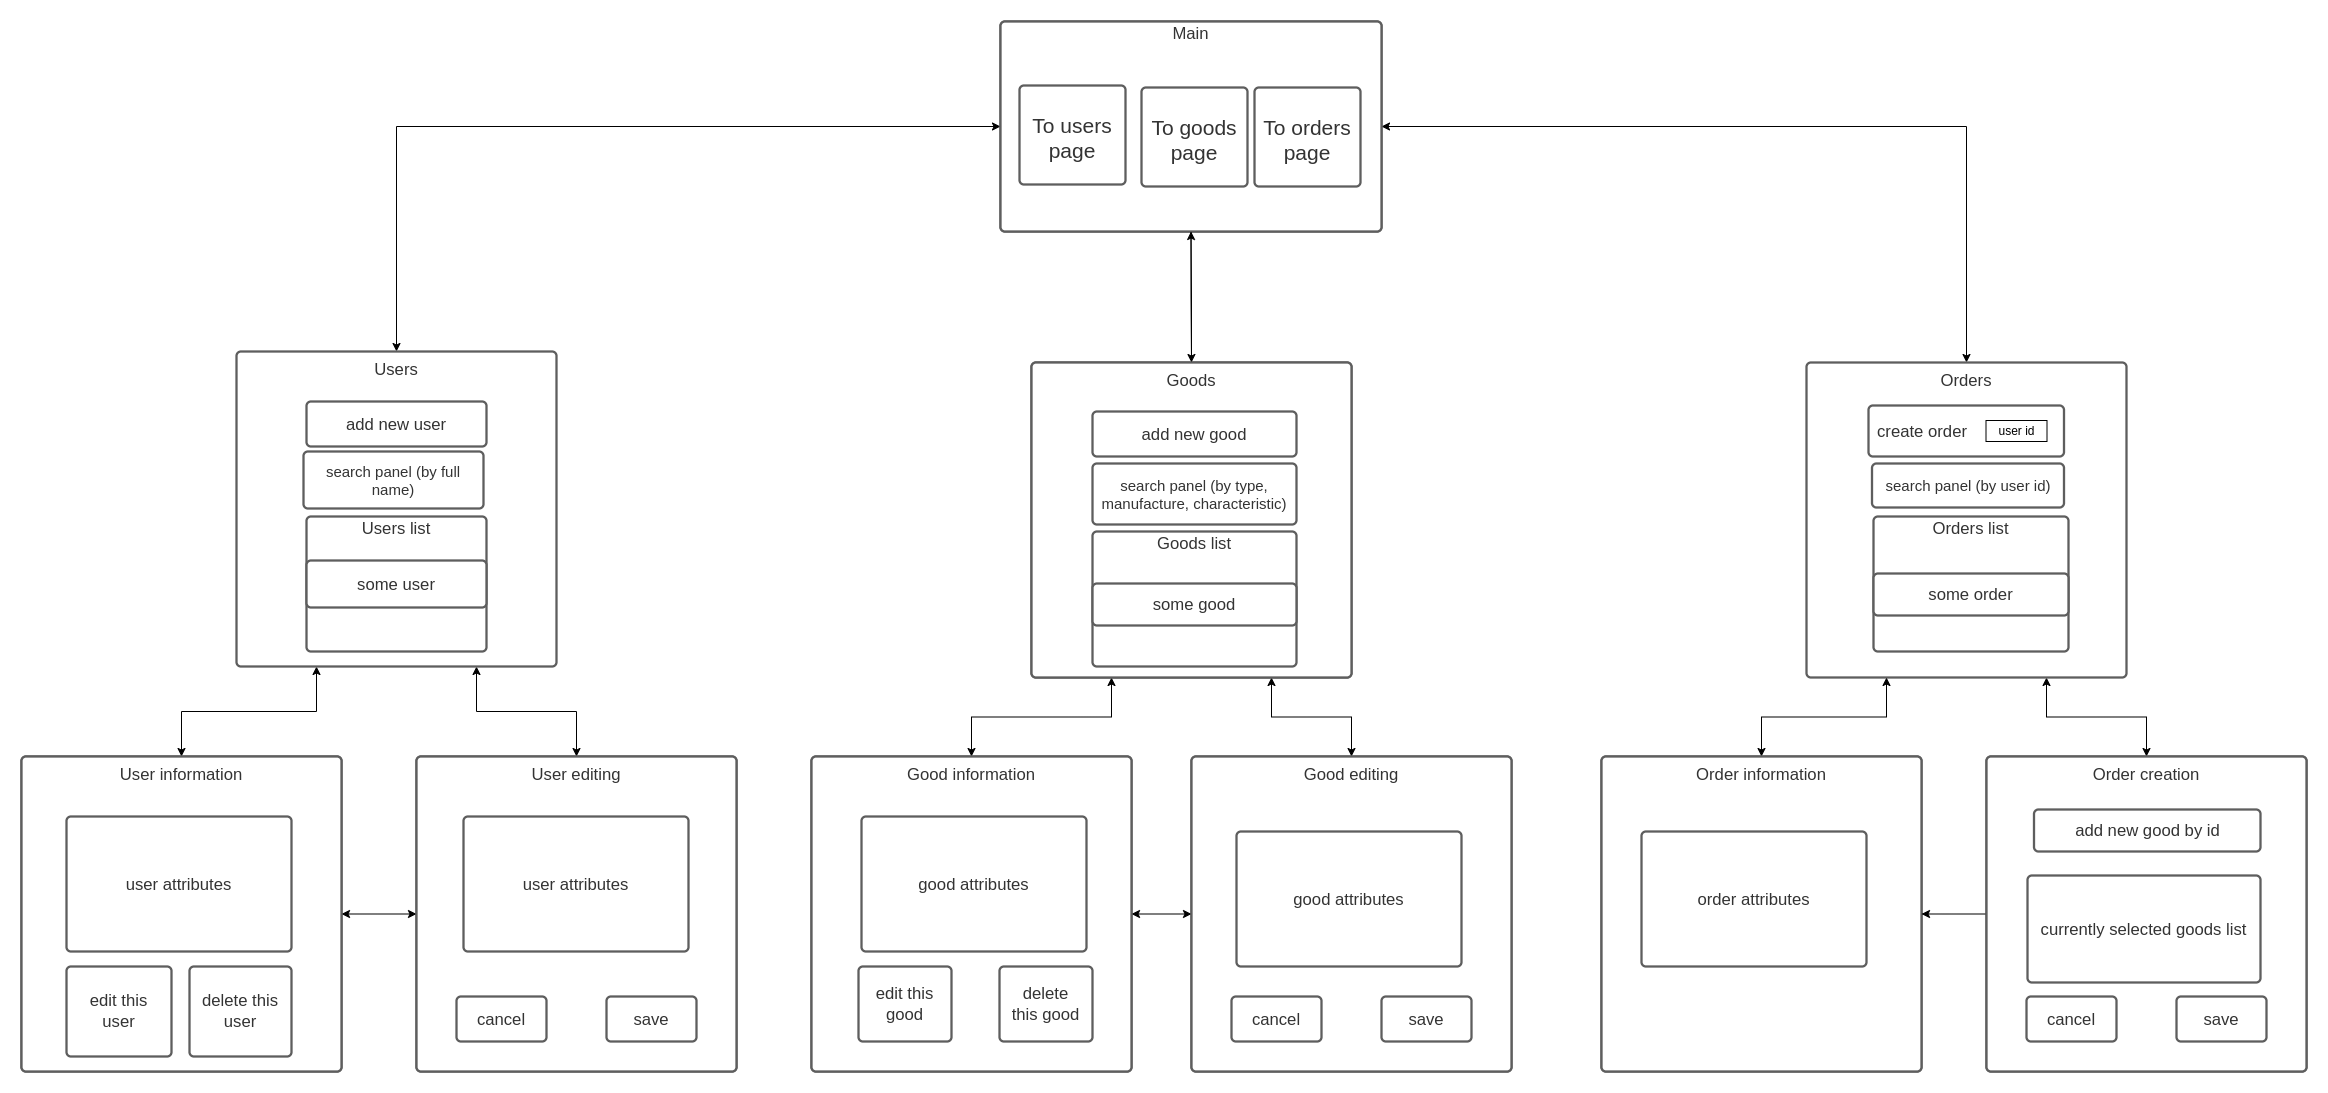 Main
To users
page
To goods
page
To orders
page
Users
add new user
search panel (by full
name)
Users list
some user
Goods
add new good
search panel (by type,
manufacture, characteristic)
Goods list
some good
Orders
create order
user id
search panel (by user id)
Orders list
some order
User information
user attributes
edit this
user
delete this
user
User editing
user attributes
cancel
save
Good information
good attributes
edit this
good
delete
this good
Good editing
good attributes
cancel
save
Order information
order attributes
Order creation
add new good by id
currently selected goods list
cancel
save